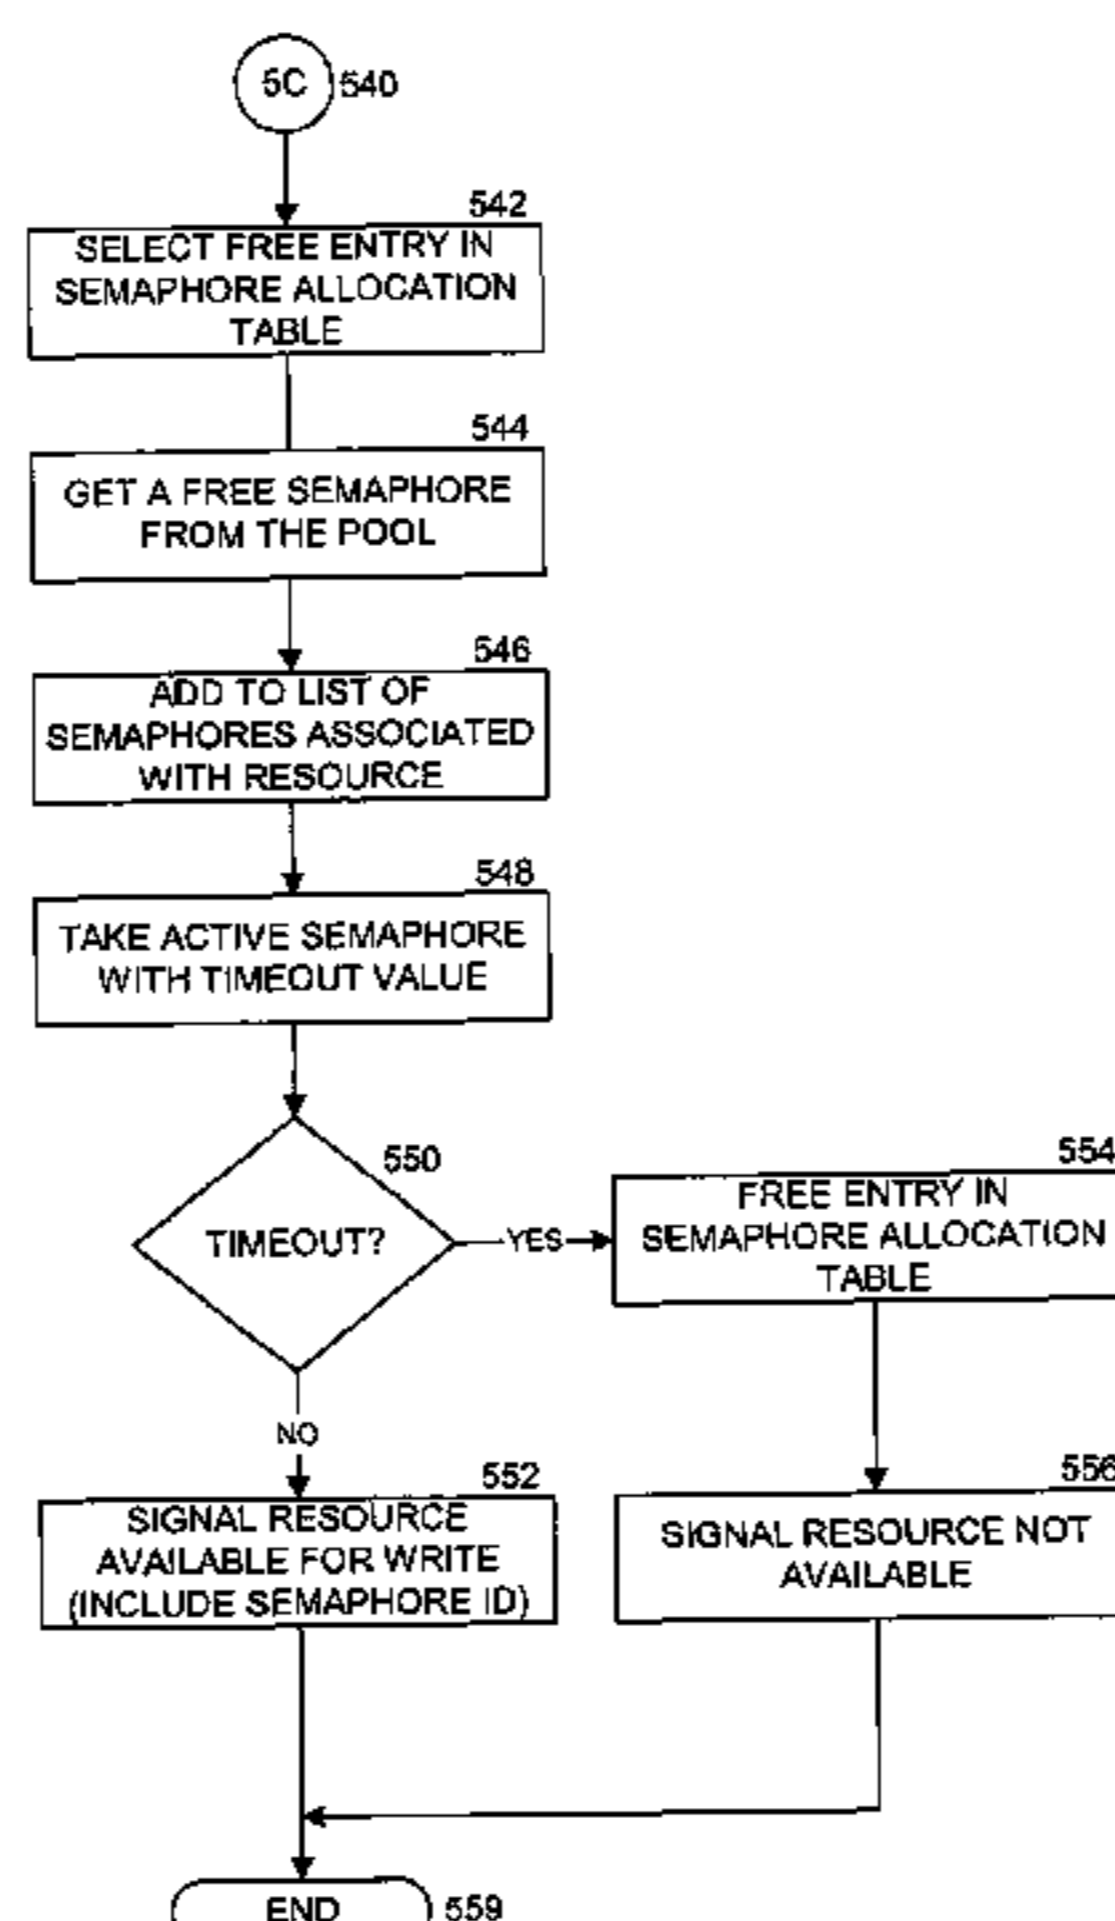 5C 540
542
SELECT FREE ENTRY IN
SEMAPHORE ALLOCATION
TABLE
544
GET A FREE SEMAPHORE
FROM THE POOL
546
ADD TO LIST OF
SEMAPHORES ASSOCIATED
WITH RESOURCE
548
TAKE ACTIVE SEMAPHORE
WITH TIMEOUT VALUE
550
TIMEOUT?
YES
554
FREE ENTRY IN
SEMAPHORE ALLOCATION
TABLE
NO
552
SIGNAL RESOURCE
AVAILABLE FOR WRITE
(INCLUDE SEMAPHORE ID)
556
SIGNAL RESOURCE NOT
AVAILABLE
END 559